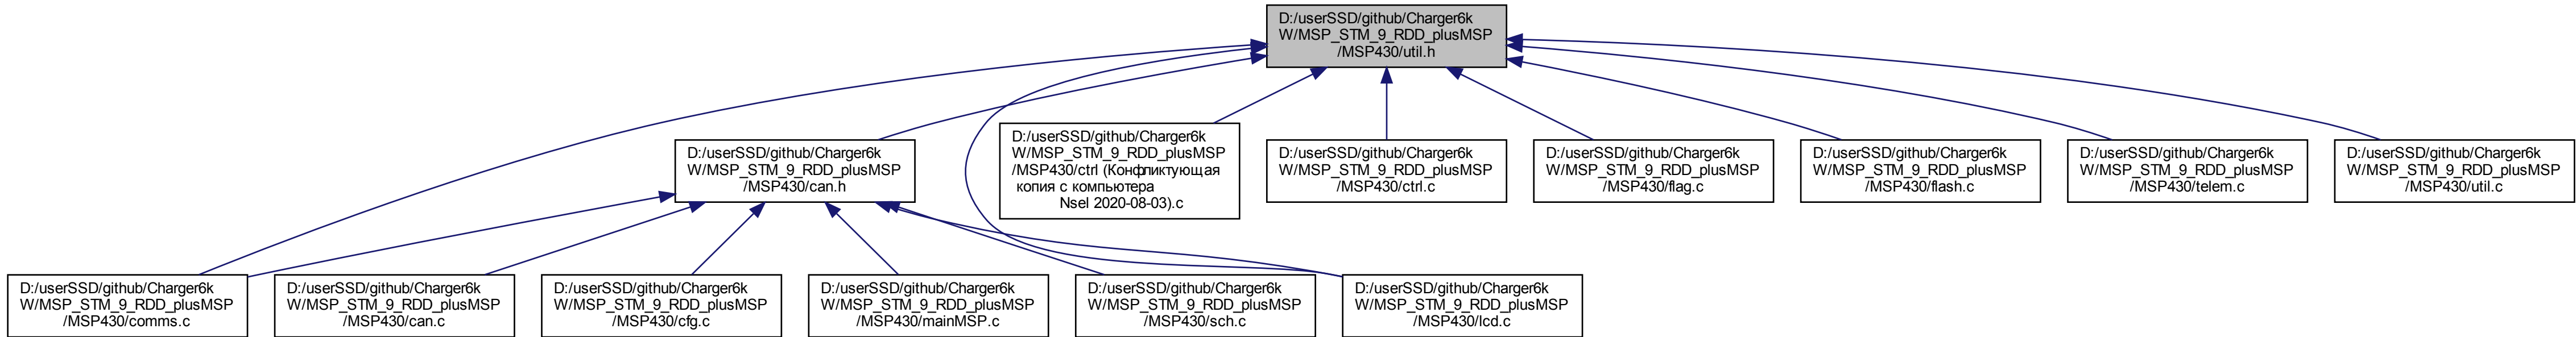 D:/userSSD/github/Charger6k
W/MSP_STM_9_RDD_plusMSP
/MSP430/util.h
D:/userSSD/github/Charger6k
W/MSP_STM_9_RDD_plusMSP
/MSP430/can.h
D:/userSSD/github/Charger6k
W/MSP_STM_9_RDD_plusMSP
/MSP430/ctrl (Конфликтующая
копия с компьютера
Nsel 2020-08-03).c
D:/userSSD/github/Charger6k
W/MSP_STM_9_RDD_plusMSP
/MSP430/ctrl.c
D:/userSSD/github/Charger6k
W/MSP_STM_9_RDD_plusMSP
/MSP430/flag.c
D:/userSSD/github/Charger6k
W/MSP_STM_9_RDD_plusMSP
/MSP430/flash.c
D:/userSSD/github/Charger6k
W/MSP_STM_9_RDD_plusMSP
/MSP430/telem.c
D:/userSSD/github/Charger6k
W/MSP_STM_9_RDD_plusMSP
/MSP430/util.c
D:/userSSD/github/Charger6k
W/MSP_STM_9_RDD_plusMSP
/MSP430/comms.c
D:/userSSD/github/Charger6k
W/MSP_STM_9_RDD_plusMSP
/MSP430/can.c
D:/userSSD/github/Charger6k
W/MSP_STM_9_RDD_plusMSP
/MSP430/cfg.c
D:/userSSD/github/Charger6k
W/MSP_STM_9_RDD_plusMSP
/MSP430/mainMSP.c
D:/userSSD/github/Charger6k
W/MSP_STM_9_RDD_plusMSP
/MSP430/sch.c
D:/userSSD/github/Charger6k
W/MSP_STM_9_RDD_plusMSP
/MSP430/lcd.c